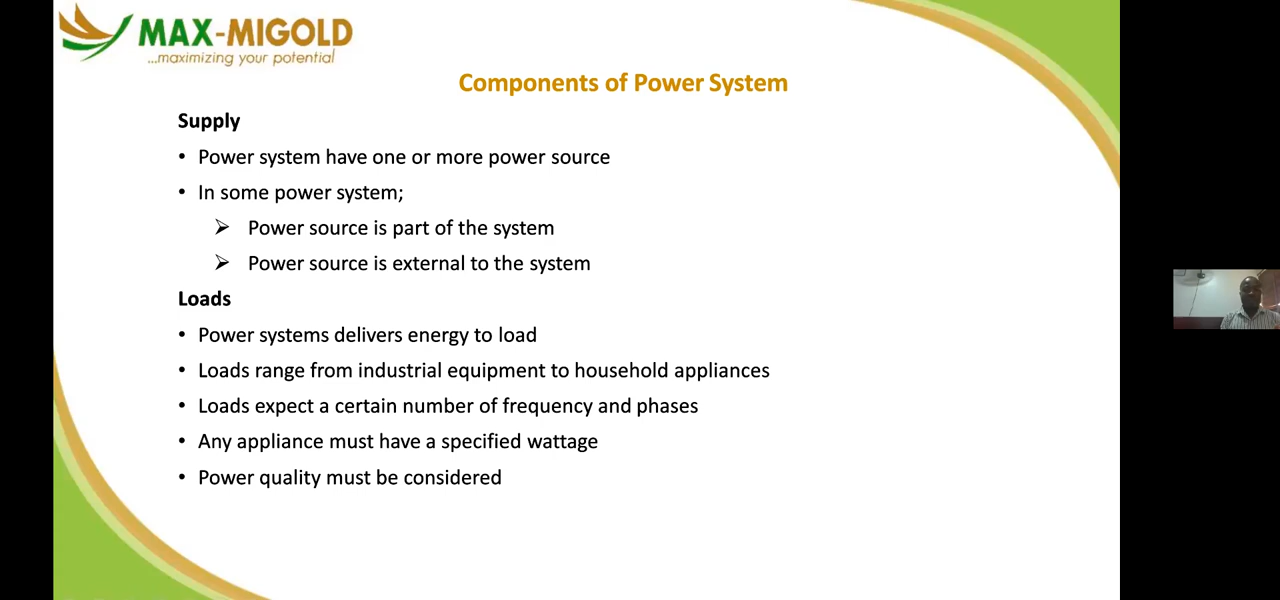 MAX-MIGOLD
...maximizing your potential
Components of Power System
Supply
• Power system have one or more power source
• In some power system;
➢ Power source is part of the system
➢ Power source is external to the system
Loads
• Power systems delivers energy to load
• Loads range from industrial equipment to household appliances
• Loads expect a certain number of frequency and phases
• Any appliance must have a specified wattage
• Power quality must be considered